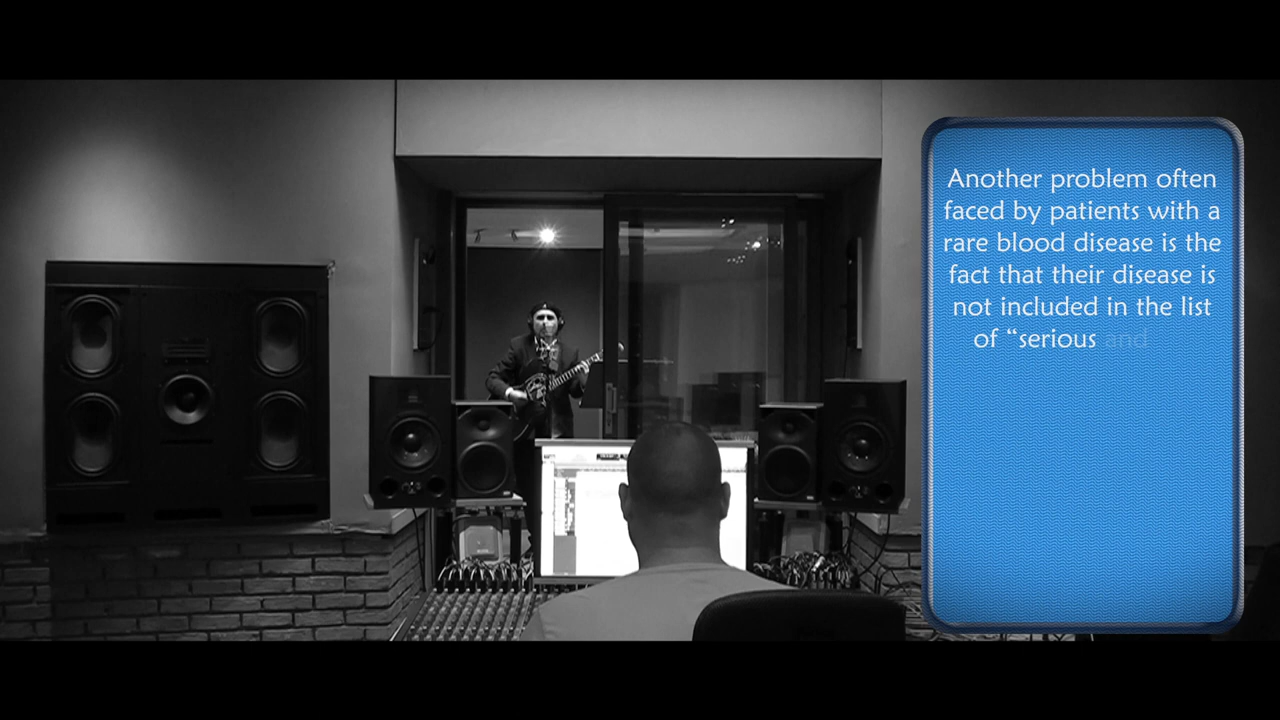 Another problem often
faced by patients with a
rare blood disease is the
fact that their disease is
not included in the list
of “serious and